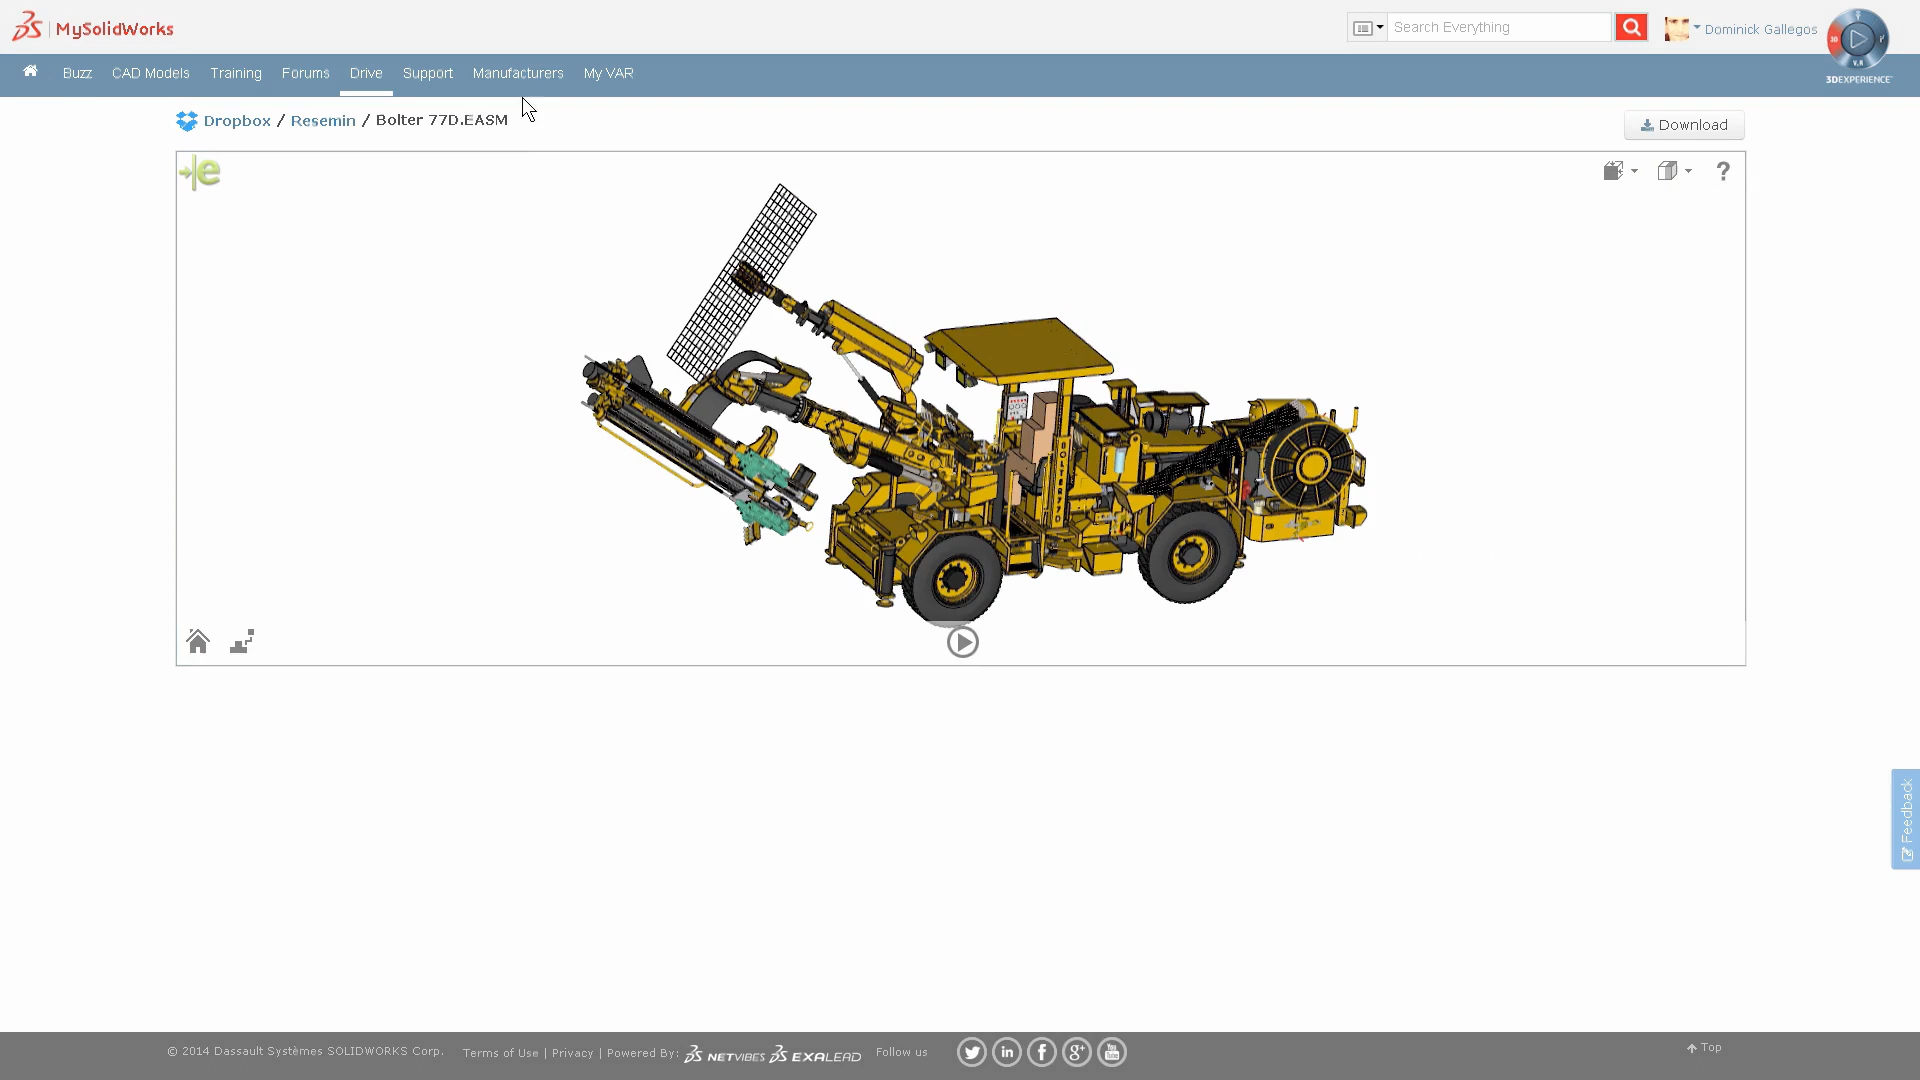 MySolidWorks
Search Everything
Dominick Gallegos
3DEXPERIENCE
Buzz CAD Models Training Forums Drive Support Manufacturers My VAR
Dropbox / Resemin / Bolter 77D.EASM
Download
e
?
BOLTER77D
Feedback
© 2014 Dassault Systèmes SOLIDWORKS Corp. Terms of Use | Privacy | Powered By: NETVIBES EXALEAD Follow us
Top